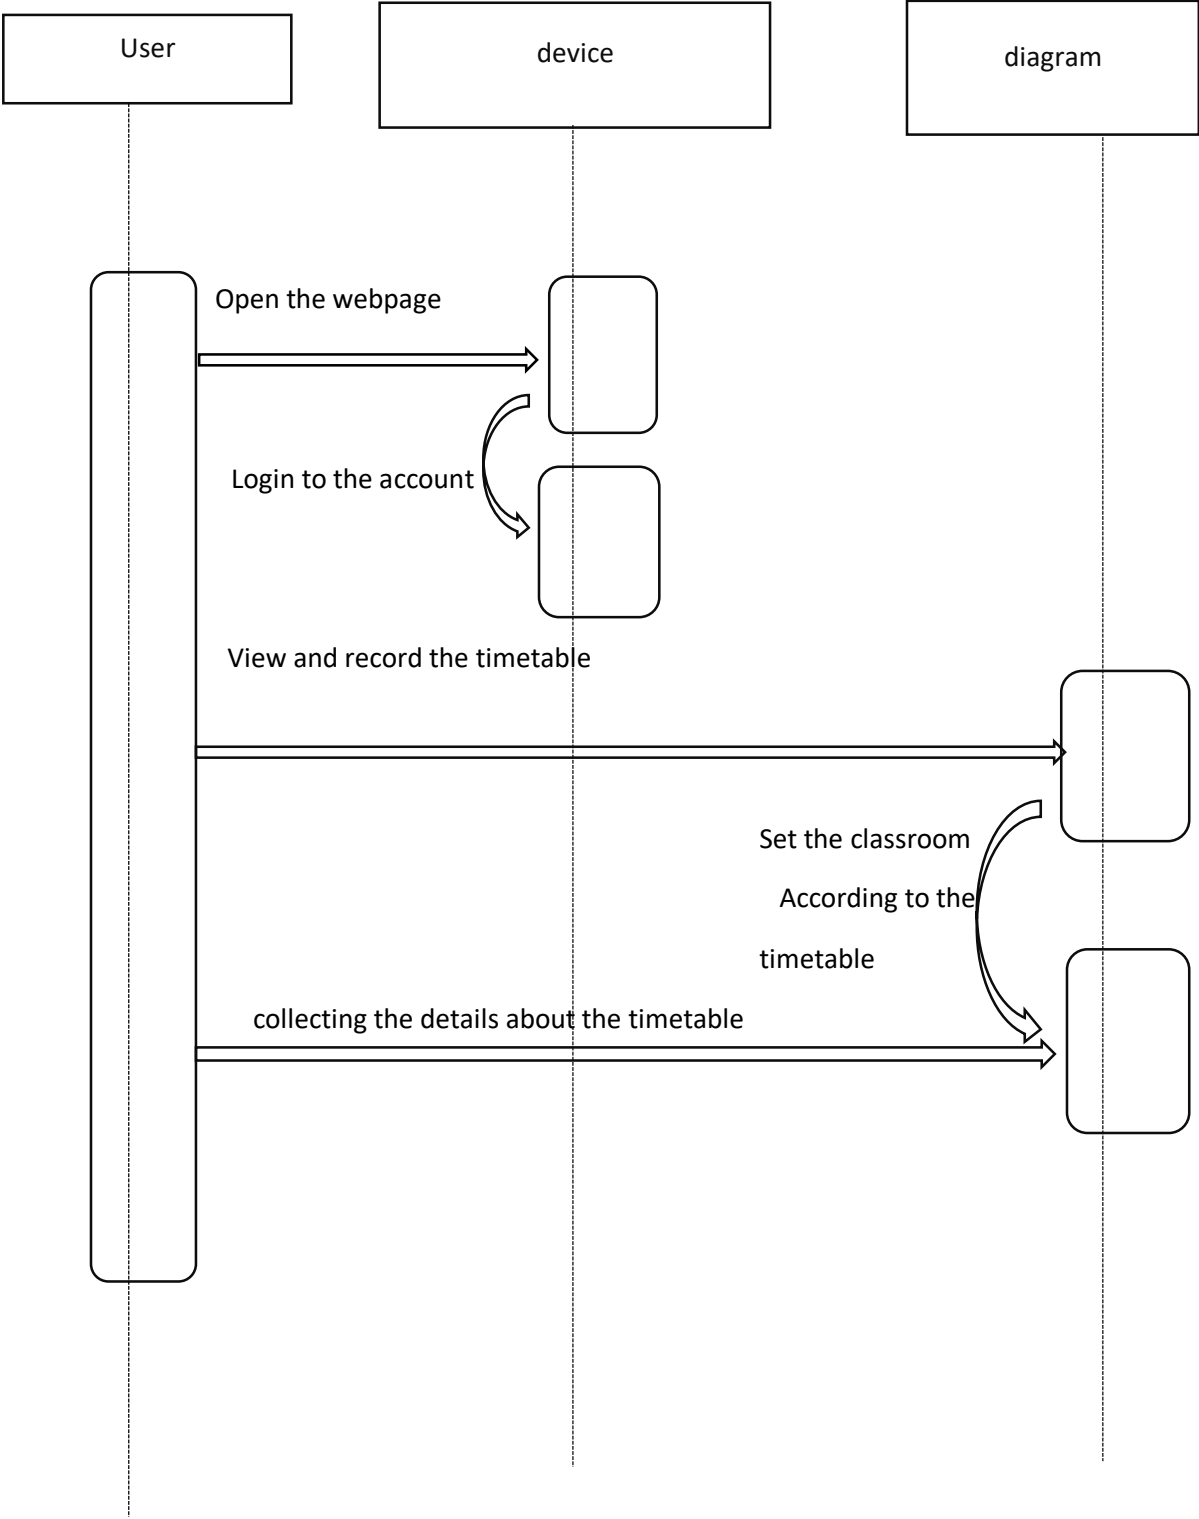 User
device
diagram
Open the webpage
Login to the account
View and record the timetable
Set the classroom
According to the
timetable
collecting the details about the timetable